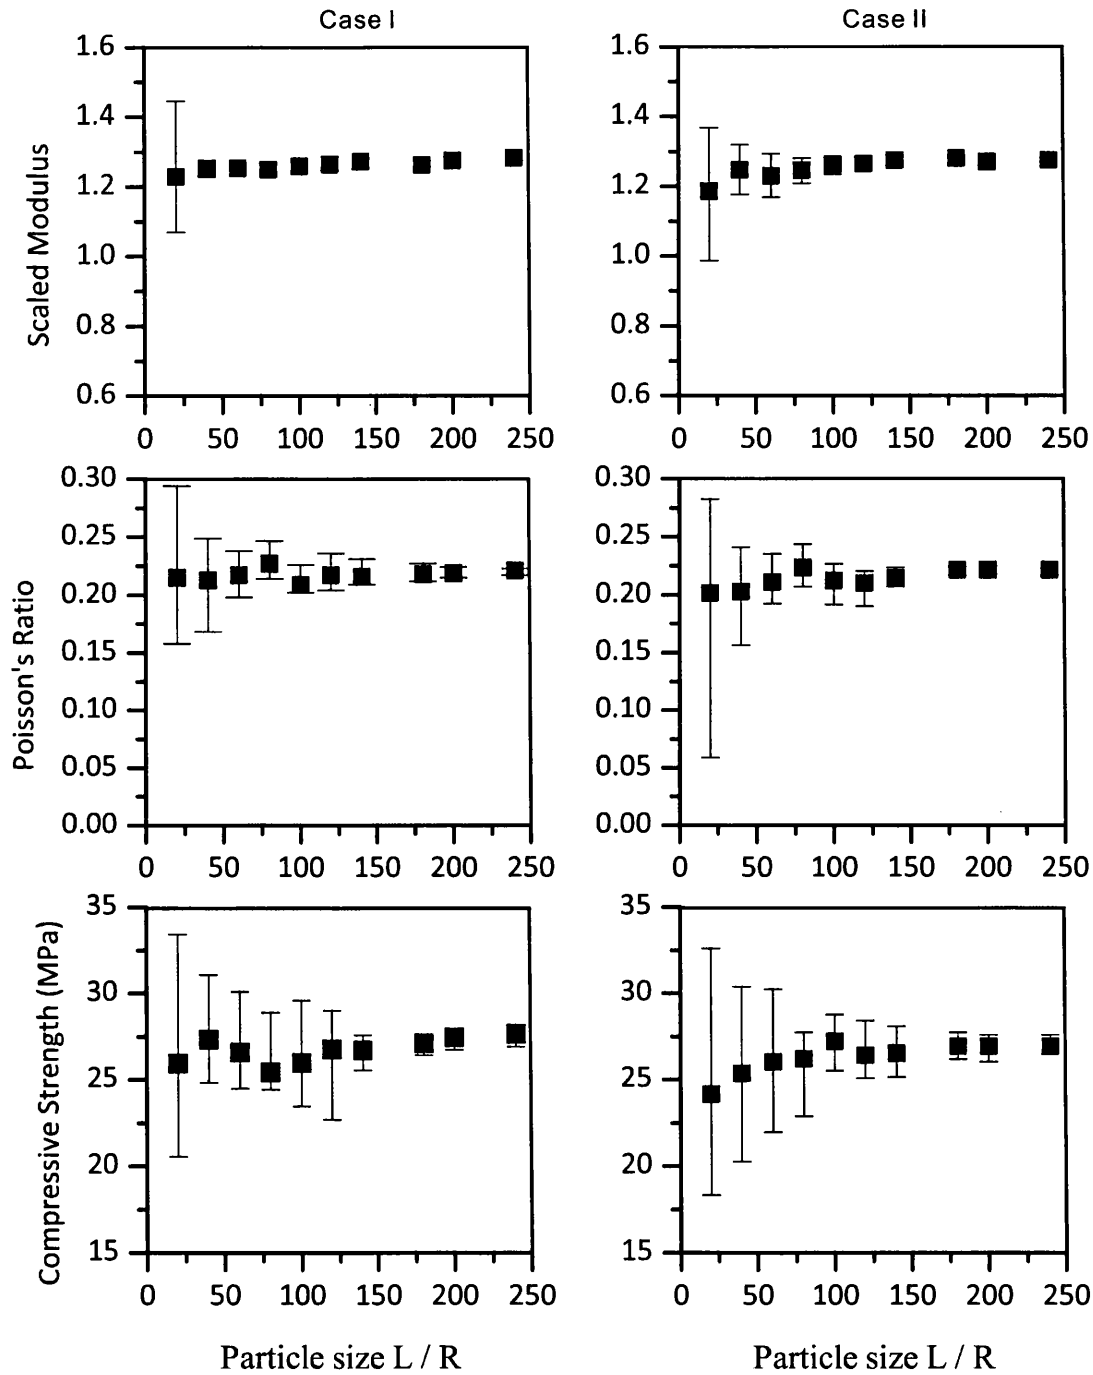 Case I
Case II
Scaled Modulus
1.6
1.4
1.2
1.0
0.8
0.6
0 50 100 150 200 250
1.6
1.4
1.2
1.0
0.8
0.6
0 50 100 150 200 250
Poisson's Ratio
0.30
0.25
0.20
0.15
0.10
0.05
0.00
0 50 100 150 200 250
0.30
0.25
0.20
0.15
0.10
0.05
0.00
0 50 100 150 200 250
Compressive Strength (MPa)
35
30
25
20
15
0 50 100 150 200 250
35
30
25
20
15
0 50 100 150 200 250
Particle size L / R
Particle size L / R